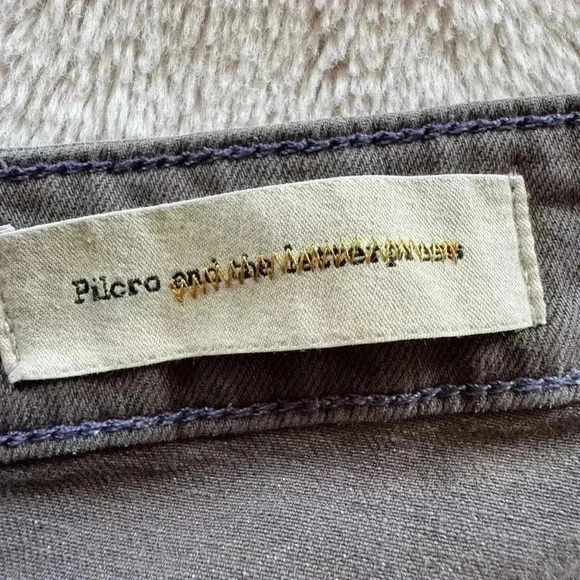 Pilcro and the letterpress